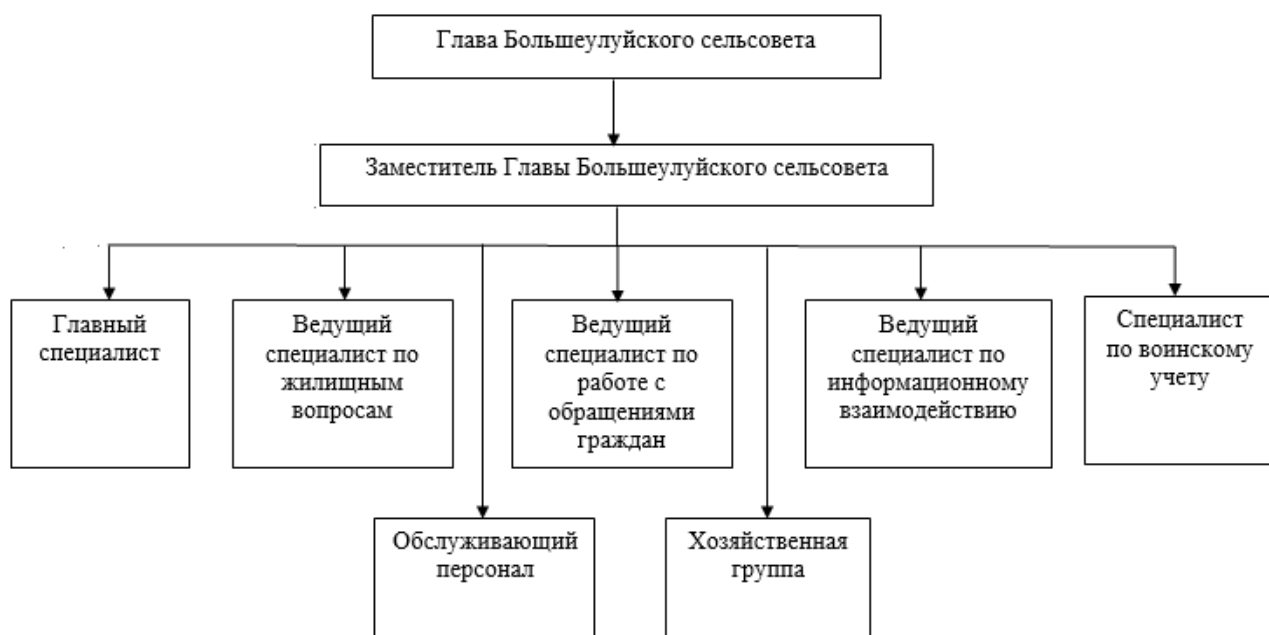 Глава Большеулуйского сельсовета
Заместитель Главы Большеулуйского сельсовета
Главный
специалист
Ведущий
специалист по
жилищным
вопросам
Ведущий
специалист по
работе с
обращениями
граждан
Ведущий
специалист по
информационному
взаимодействию
Специалист
по воинскому
учету
Обслуживающий
персонал
Хозяйственная
группа